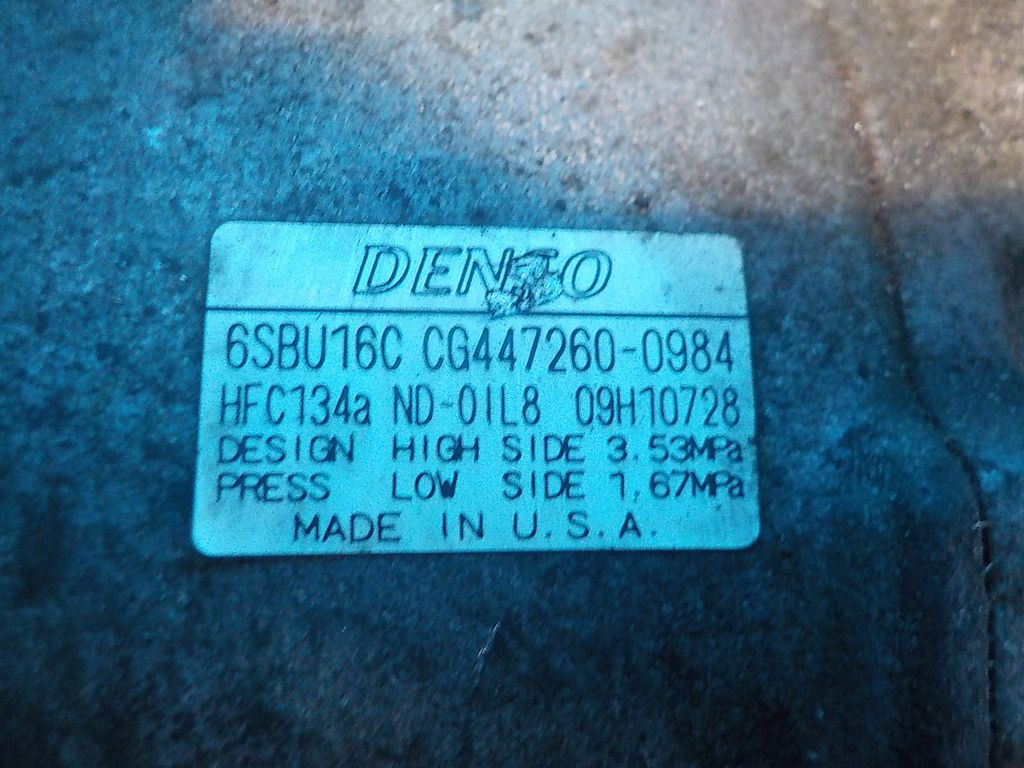 DENSO
6SBU16C CG447260-0984
HFC134a ND-OIL8 09H10728
DESIGN HIGH SIDE 3.53MPa
PRESS LOW SIDE 1,67MPa
MADE IN U.S.A.